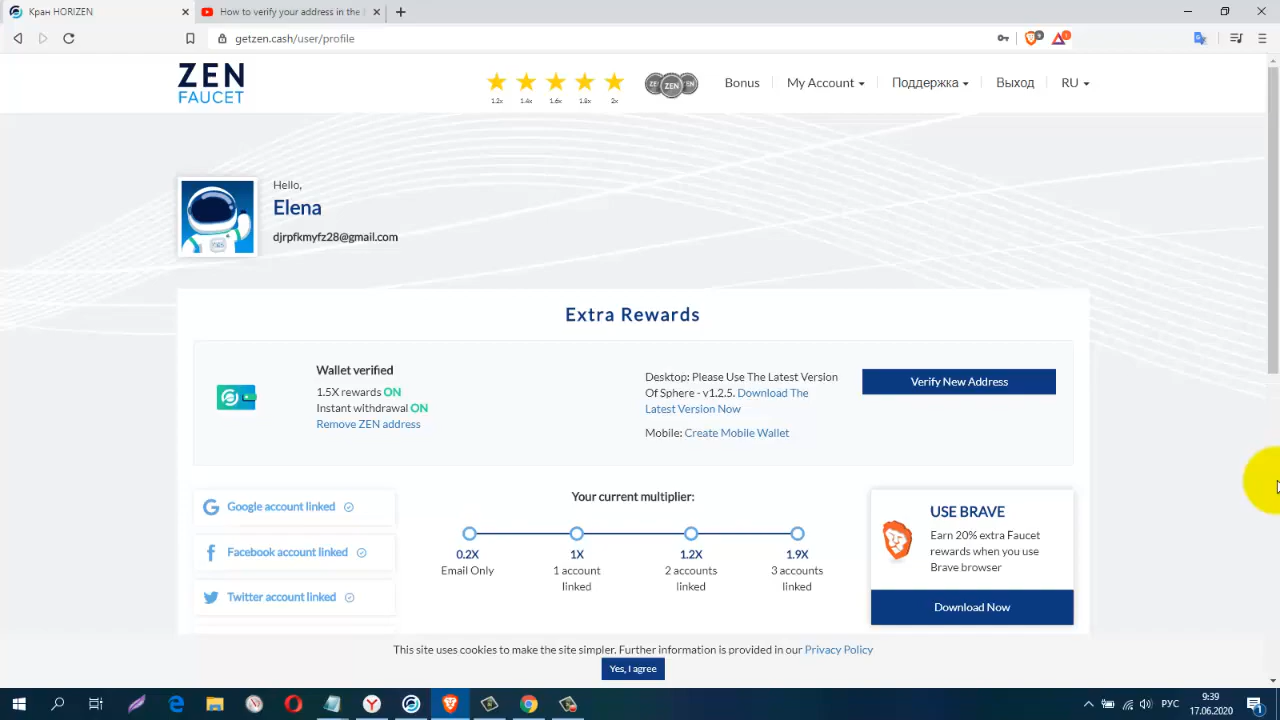 Кран HORIZEN
How to verify your address in the
getzen.cash/user/profile
ZEN
FAUCET
1.2x
1.4x
1.6x
1.8x
2x
ZEN
Bonus
My Account
Поддержка
Выход
RU
Hello,
Elena
djrpfkmyfz28@gmail.com
Extra Rewards
Wallet verified
1.5X rewards ON
Instant withdrawal ON
Remove ZEN address
Desktop: Please Use The Latest Version
Of Sphere - v1.2.5. Download The
Latest Version Now
Mobile: Create Mobile Wallet
Verify New Address
Google account linked
Facebook account linked
Twitter account linked
Your current multiplier:
0.2X
Email Only
1X
1 account
linked
1.2X
2 accounts
linked
1.9X
3 accounts
linked
USE BRAVE
Earn 20% extra Faucet
rewards when you use
Brave browser
Download Now
This site uses cookies to make the site simpler. Further information is provided in our Privacy Policy
Yes, I agree
РУС
9:39
17.06.2020